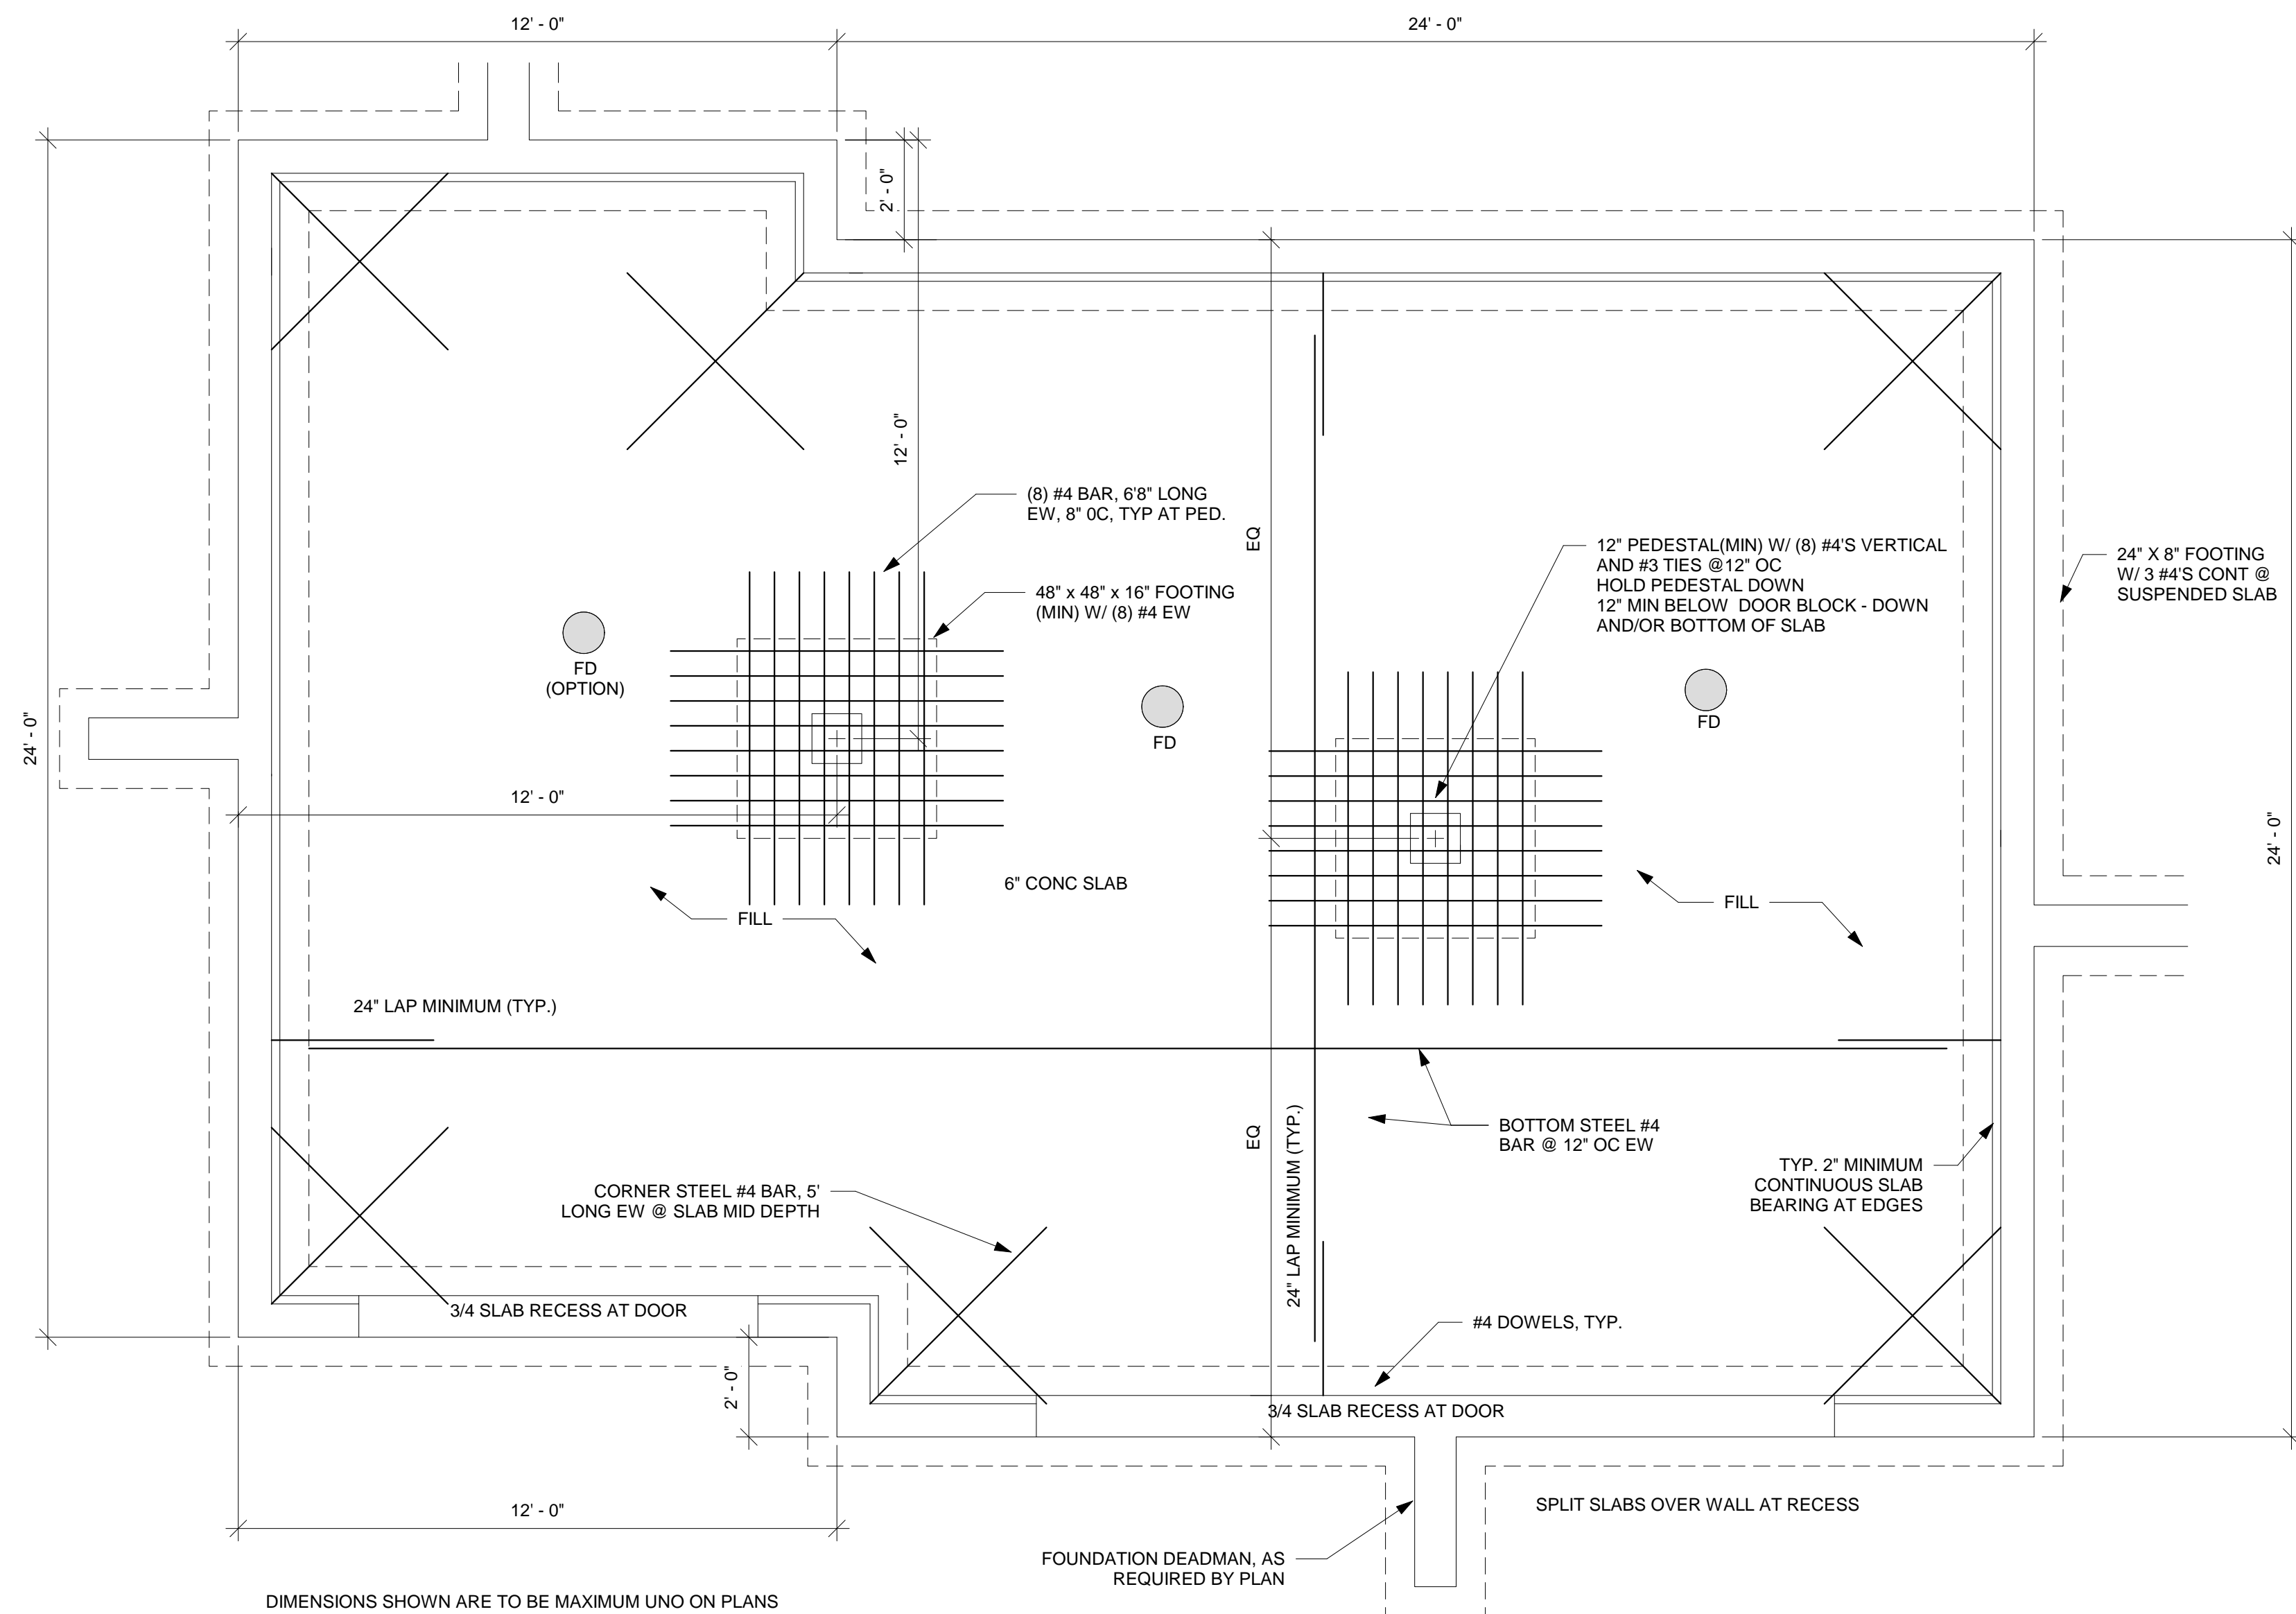 12' - 0"
24' - 0"
2' - 0"
12' - 0"
(8) #4 BAR, 6'8" LONG
EW, 8" 0C, TYP AT PED.
EQ
12" PEDESTAL(MIN) W/ (8) #4'S VERTICAL
AND #3 TIES @12" OC
HOLD PEDESTAL DOWN
12" MIN BELOW DOOR BLOCK - DOWN
AND/OR BOTTOM OF SLAB
24" X 8" FOOTING
W/ 3 #4'S CONT @
SUSPENDED SLAB
48" x 48" x 16" FOOTING
(MIN) W/ (8) #4 EW
FD
(OPTION)
FD
FD
24' - 0"
12' - 0"
24' - 0"
6" CONC SLAB
FILL
FILL
24" LAP MINIMUM (TYP.)
EQ
24" LAP MINIMUM (TYP.)
BOTTOM STEEL #4
BAR @ 12" OC EW
TYP. 2" MINIMUM
CONTINUOUS SLAB
BEARING AT EDGES
CORNER STEEL #4 BAR, 5'
LONG EW @ SLAB MID DEPTH
3/4 SLAB RECESS AT DOOR
#4 DOWELS, TYP.
2' - 0"
3/4 SLAB RECESS AT DOOR
12' - 0"
SPLIT SLABS OVER WALL AT RECESS
FOUNDATION DEADMAN, AS
REQUIRED BY PLAN
DIMENSIONS SHOWN ARE TO BE MAXIMUM UNO ON PLANS